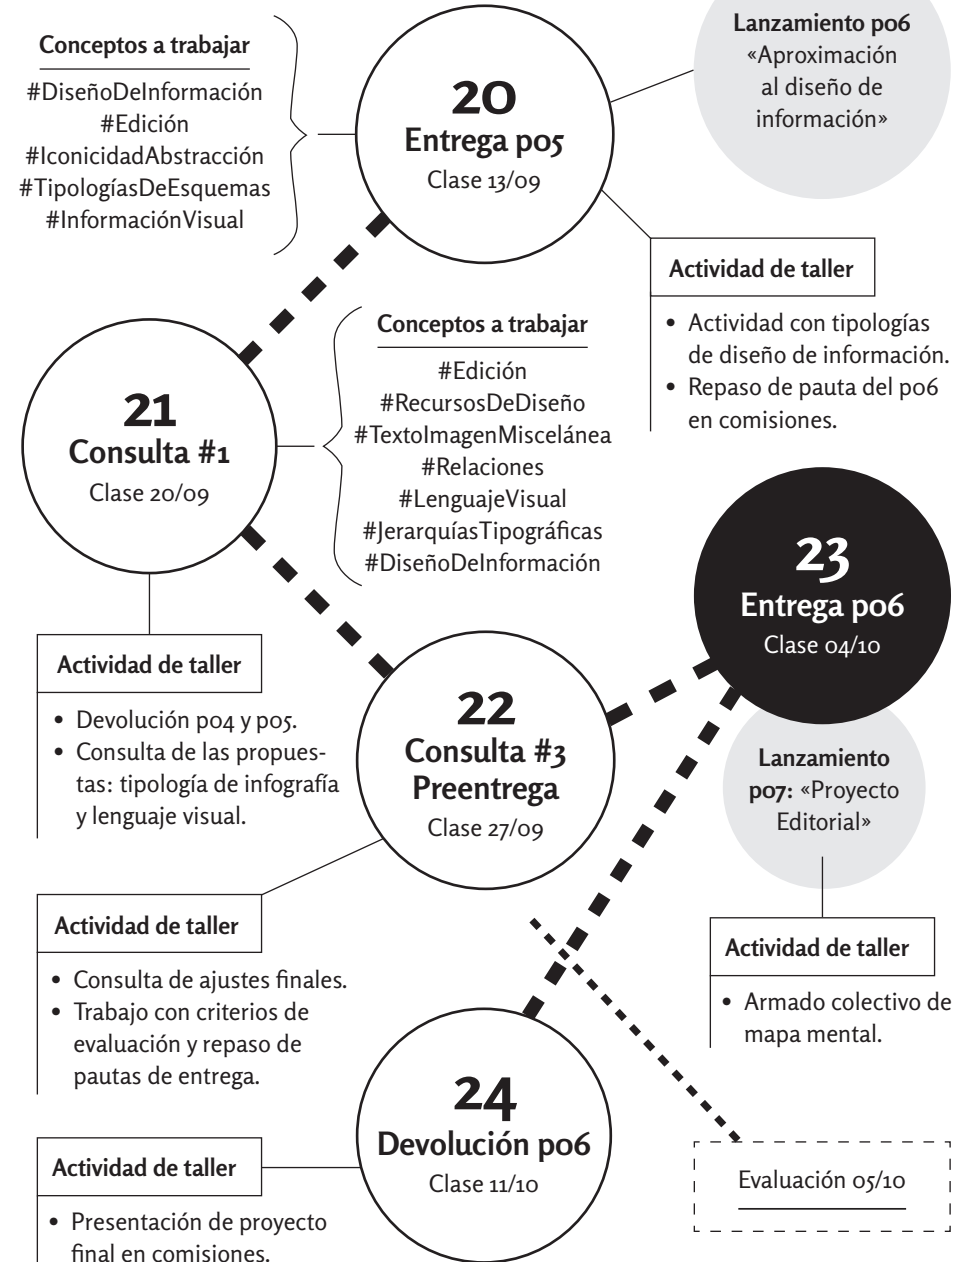 Conceptos a trabajar
#DiseñoDeInformación
#Edición
#IconicidadAbstracción
#TipologíasDeEsquemas
#InformaciónVisual
20
Entrega p05
Clase 13/09
Lanzamiento p06
«Aproximación
al diseño de
información»
Actividad de taller
• Actividad con tipologías
de diseño de información.
• Repaso de pauta del p06
en comisiones.
21
Consulta #1
Clase 20/09
Conceptos a trabajar
#Edición
#RecursosDeDiseño
#TextoImagenMiscelánea
#Relaciones
#LenguajeVisual
#JerarquíasTipográficas
#DiseñoDeInformación
Actividad de taller
• Devolución p04 y p05.
• Consulta de las propues-
tas: tipología de infografía
y lenguaje visual.
22
Consulta #3
Preentrega
Clase 27/09
Actividad de taller
• Consulta de ajustes finales.
• Trabajo con criterios de
evaluación y repaso de
pautas de entrega.
23
Entrega p06
Clase 04/10
Lanzamiento
p07: «Proyecto
Editorial»
Actividad de taller
• Armado colectivo de
mapa mental.
24
Devolución p06
Clase 11/10
Actividad de taller
• Presentación de proyecto
final en comisiones.
Evaluación 05/10